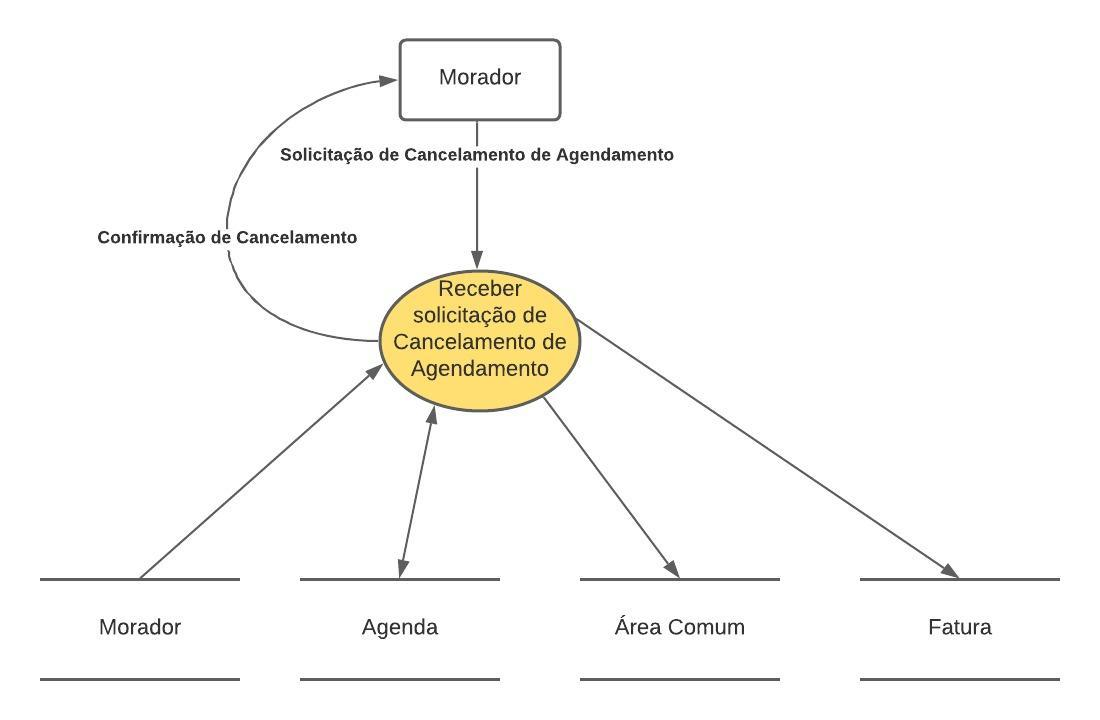 Morador
Solicitação de Cancelamento de Agendamento
Confirmação de Cancelamento
Receber
solicitação de
Cancelamento de
Agendamento
Morador
Agenda
Área Comum
Fatura